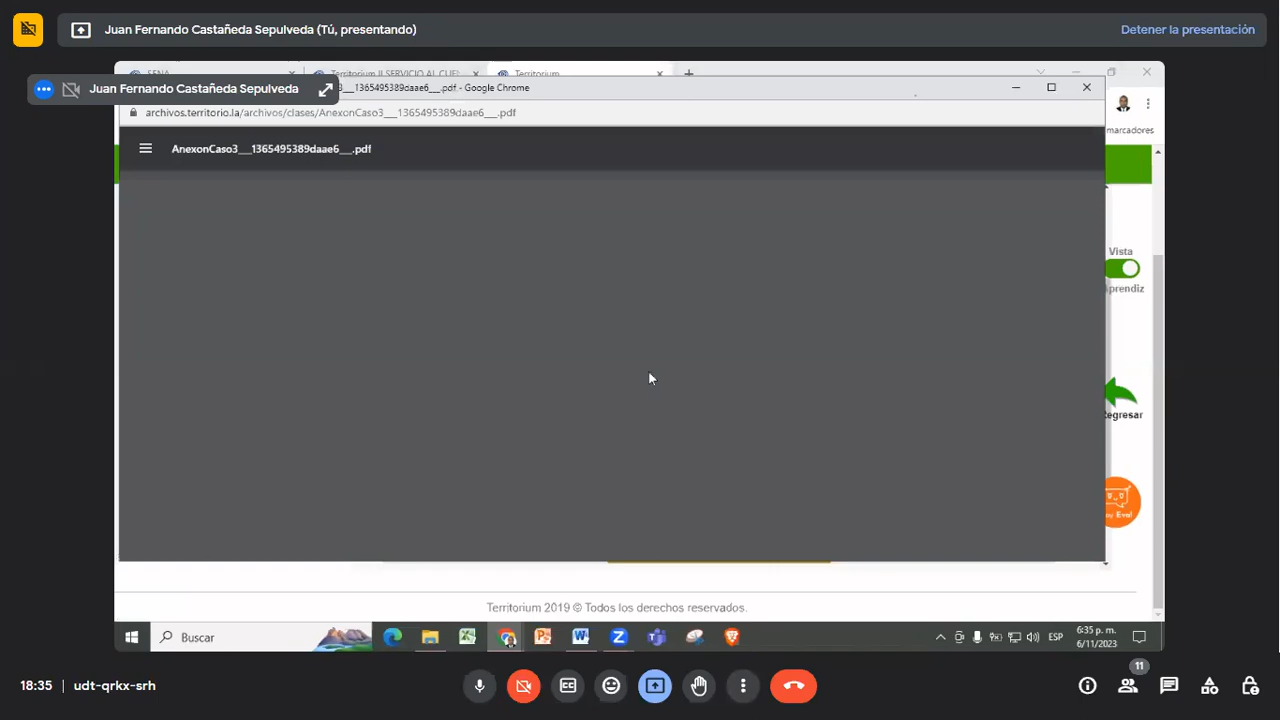 Juan Fernando Castañeda Sepulveda (Tú, presentando)
Detener la presentación
SENA
Territorium
Juan Fernando Castañeda Sepulveda
3__1365495389daae6__.pdf - Google Chrome
archivos.territorio.la/archivos/clases/AnexonCaso3__1365495389daae6__.pdf
marcadores
AnexonCaso3__1365495389daae6__.pdf
Vista
Aprendiz
Regresar
Eval
Territorium 2019 © Todos los derechos reservados.
Buscar
ESP
6:35 p. m.
6/11/2023
18:35 | udt-qrkx-srh
11